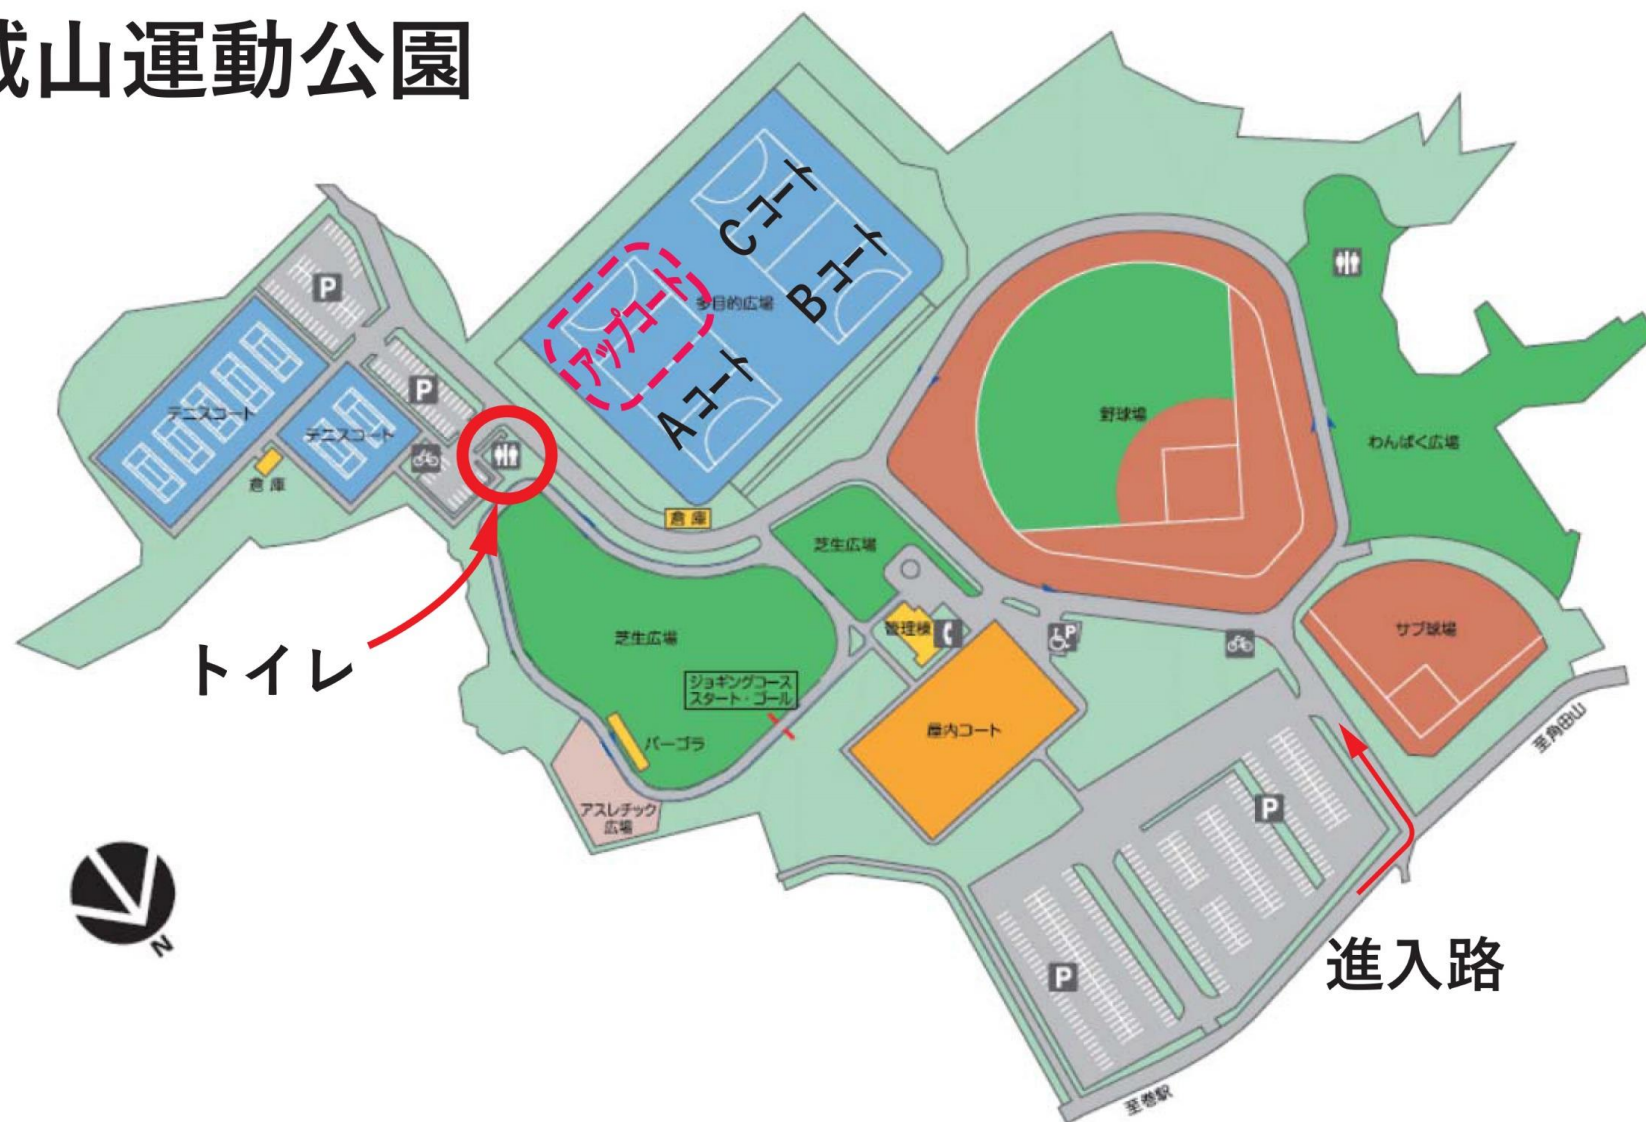 山運動公園
Cコート
Bコート
多目的広場
アップコート
Aコート
P
テニスコート
P
テニスコート
倉庫
倉庫
野球場
わんぱく広場
芝生広場
管理棟
P
サブ球場
芝生広場
トイレ
ジョギングコース
スタート・ゴール
屋内コート
至角田山
パーゴラ
アスレチック
広場
P
N
進入路
P
至巻駅